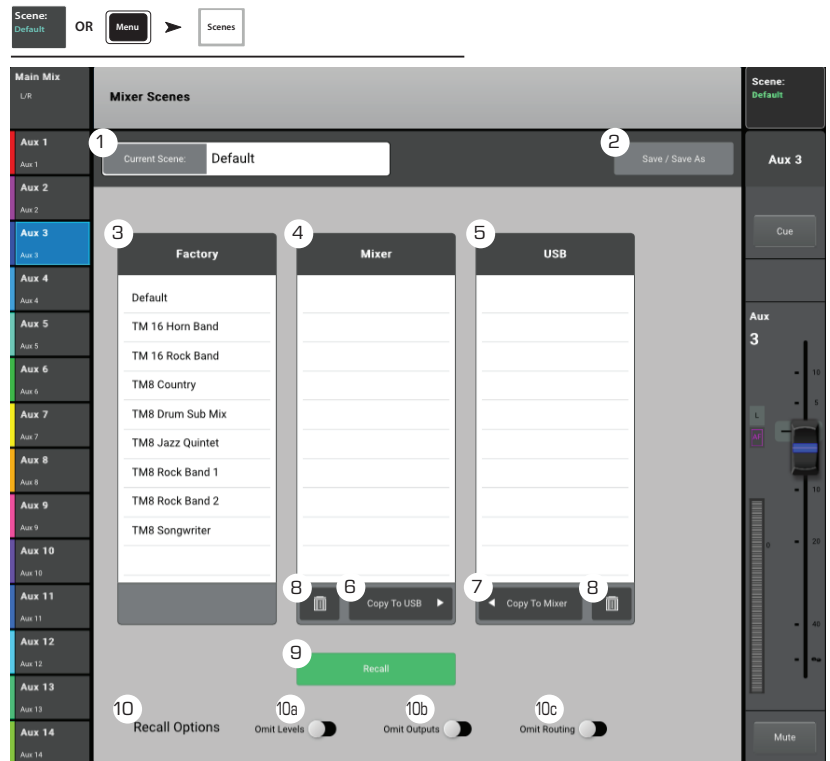 Scene:
Default
OR
Menu
Scenes
Main Mix
L/R
Mixer Scenes
Scene:
Default
Aux 1
Aux 1
Aux 2
Aux 2
Aux 3
Aux 3
Aux 4
Aux 4
Aux 5
Aux 5
Aux 6
Aux 6
Aux 7
Aux 7
Aux 8
Aux 8
Aux 9
Aux 9
Aux 10
Aux 10
Aux 11
Aux 11
Aux 12
Aux 12
Aux 13
Aux 13
Aux 14
Aux 14
1
Current Scene: Default
2
Save / Save As
3
Factory
Default
TM 16 Horn Band
TM 16 Rock Band
TM8 Country
TM8 Drum Sub Mix
TM8 Jazz Quintet
TM8 Rock Band 1
TM8 Rock Band 2
TM8 Songwriter
4
Mixer
8
6
Copy To USB
5
USB
7
Copy To Mixer
8
9
Recall
10
Recall Options
10a
Omit Levels
10b
Omit Outputs
10c
Omit Routing
Aux 3
Cue
Aux
3
10
5
L
AF
10
0
20
40
∞
Mute